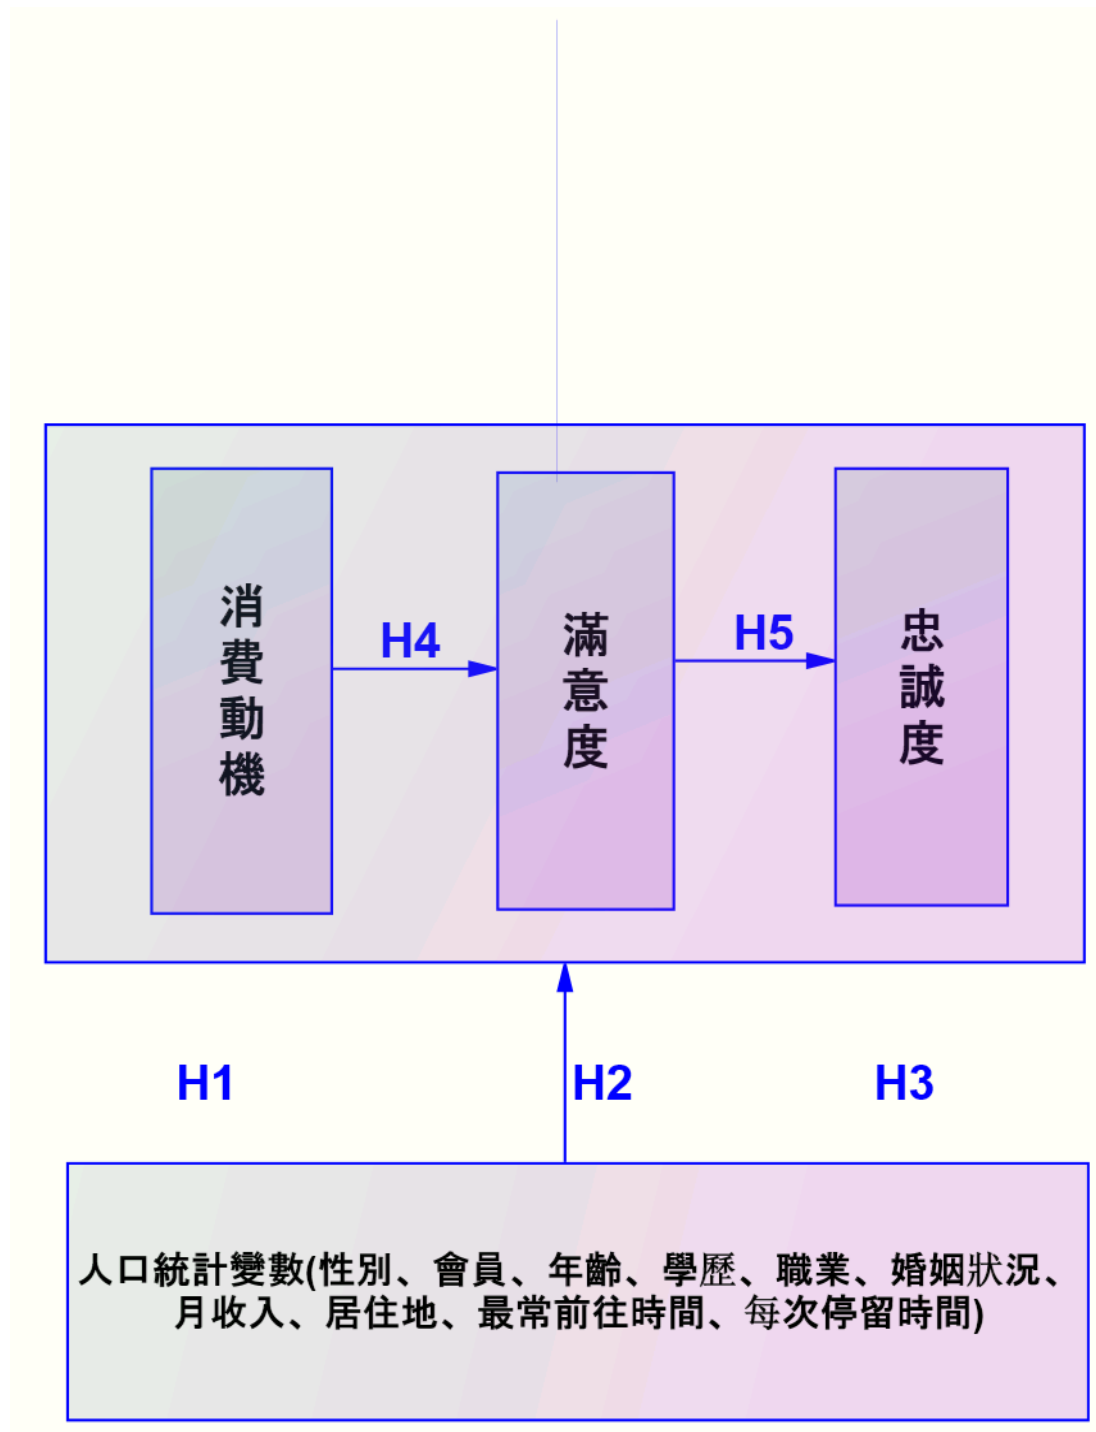 消費動機
H4
滿意度
H5
忠誠度
H1
H2
H3
人口統計變數(性別、會員、年齡、學歷、職業、婚姻狀況、
月收入、居住地、最常前往時間、每次停留時間)